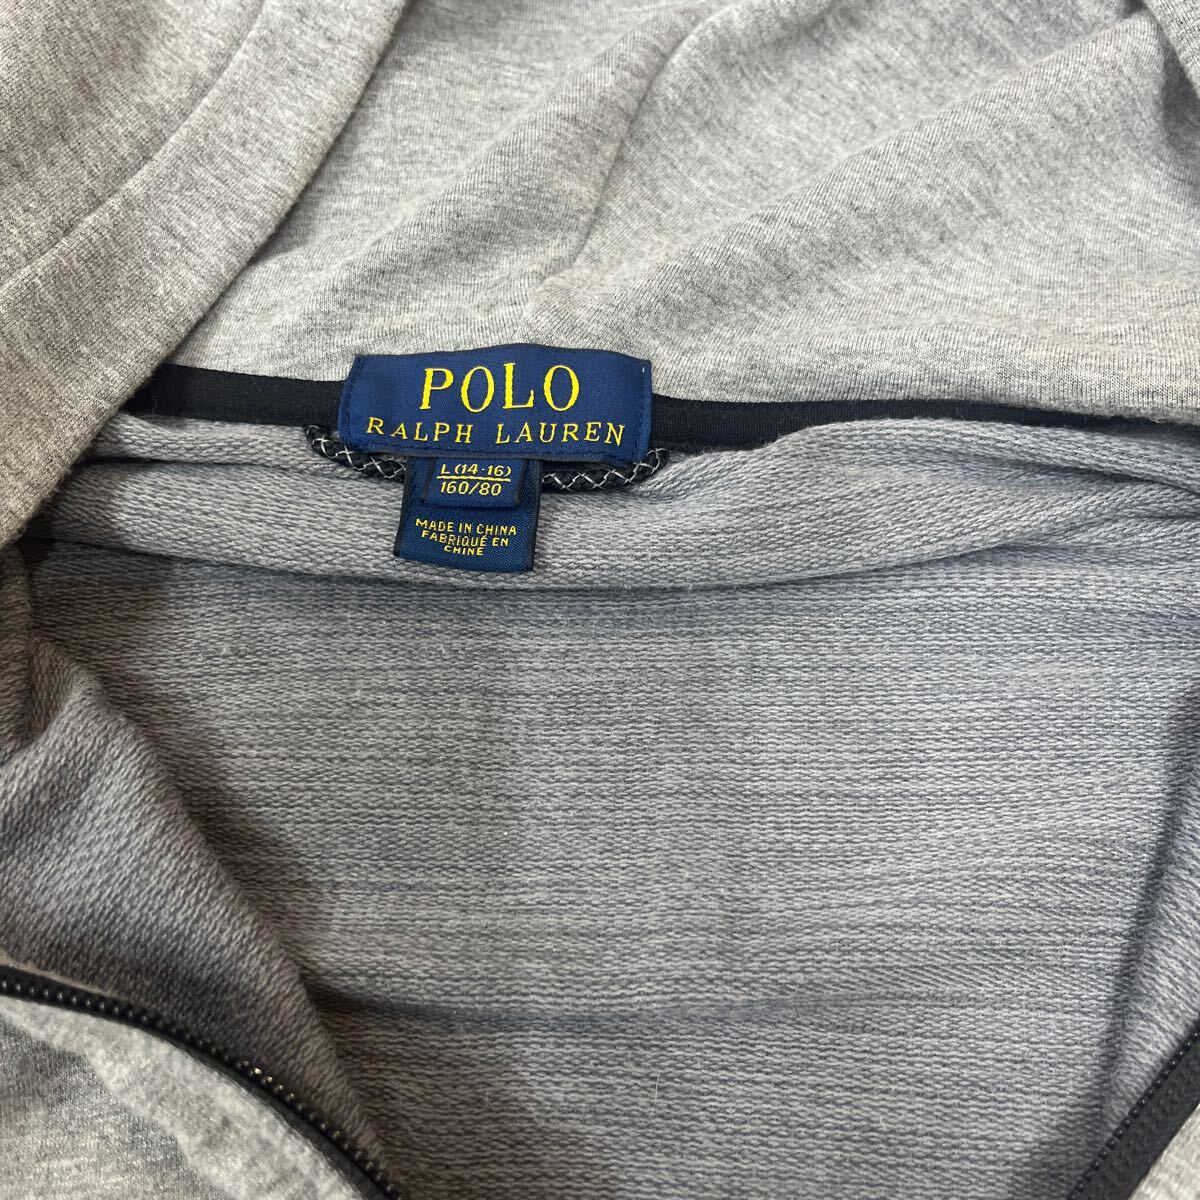 POLO
RALPH LAUREN
L (14-16)
160/80
MADE IN CHINA
FABRIQUÉ EN
CHINE